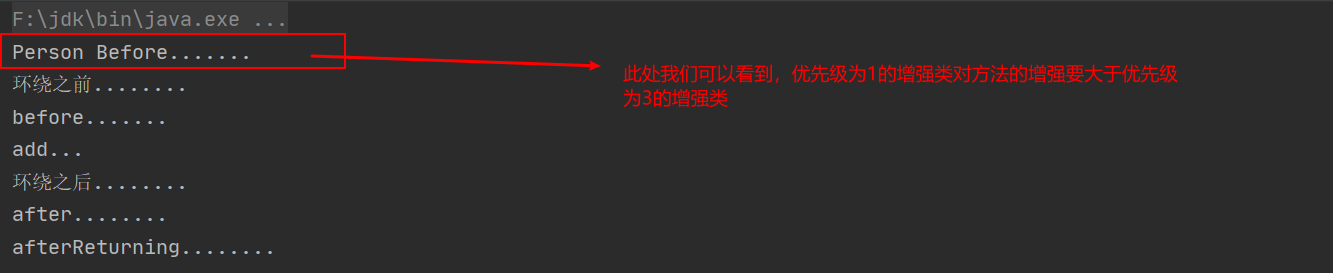 F:\jdk\bin\java.exe ...
Person Before.......
环绕之前........
before.......
add...
环绕之后........
after........
afterReturning........
此处我们可以看到，优先级为1的增强类对方法的增强要大于优先级
为3的增强类